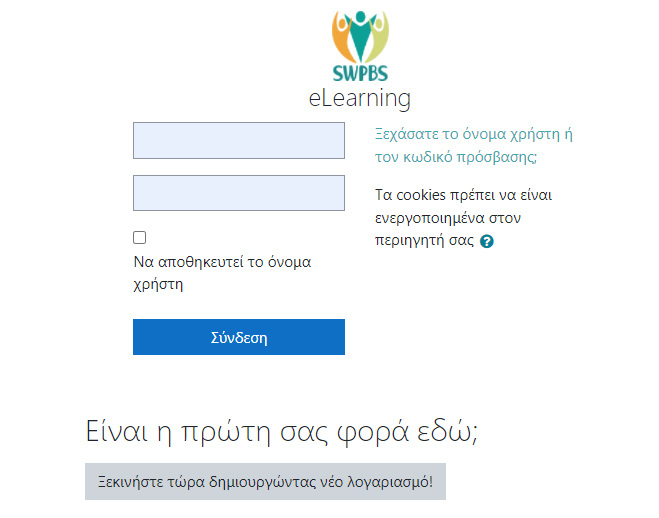 SWPBS
eLearning
Ξεχάσατε το όνομα χρήστη ή
τον κωδικό πρόσβασης;
Τα cookies πρέπει να είναι
ενεργοποιημένα στον
περιηγητή σας ?
Να αποθηκευτεί το όνομα
χρήστη
Σύνδεση
Είναι η πρώτη σας φορά εδώ;
Ξεκινήστε τώρα δημιουργώντας νέο λογαριασμό!